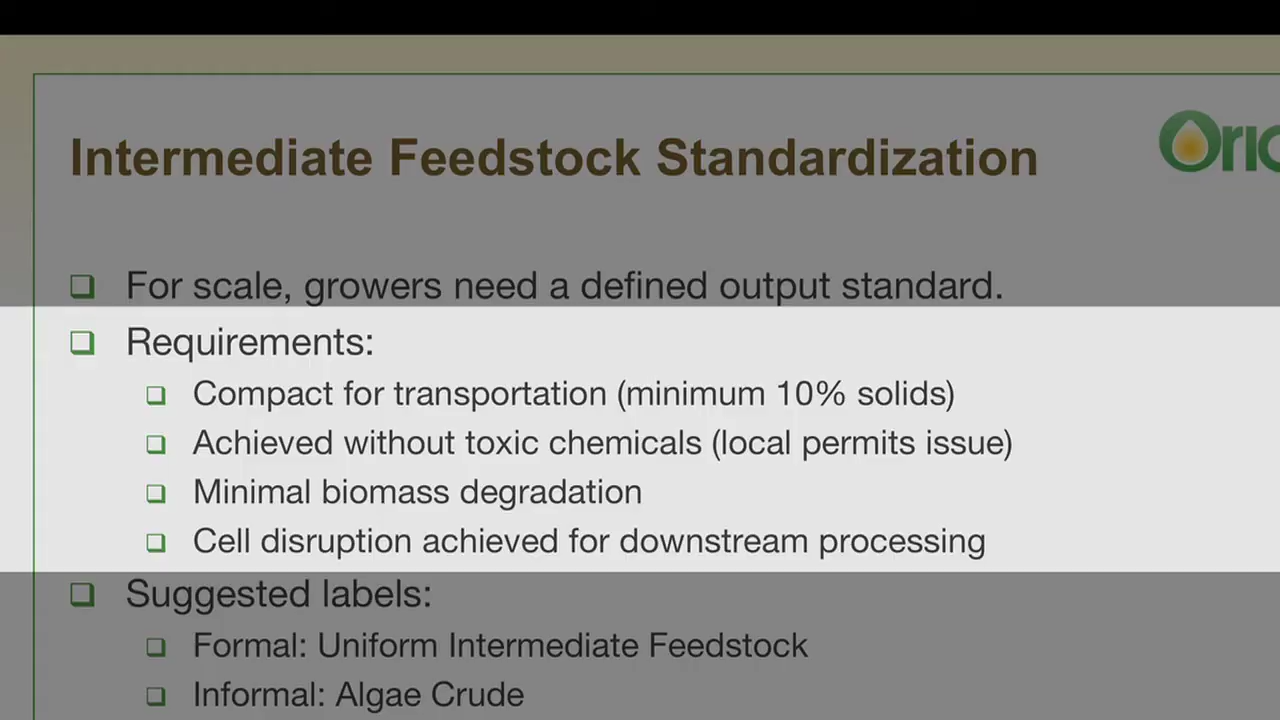 Intermediate Feedstock Standardization
Oric
For scale, growers need a defined output standard.
Requirements:
Compact for transportation (minimum 10% solids)
Achieved without toxic chemicals (local permits issue)
Minimal biomass degradation
Cell disruption achieved for downstream processing
Suggested labels:
Formal: Uniform Intermediate Feedstock
Informal: Algae Crude